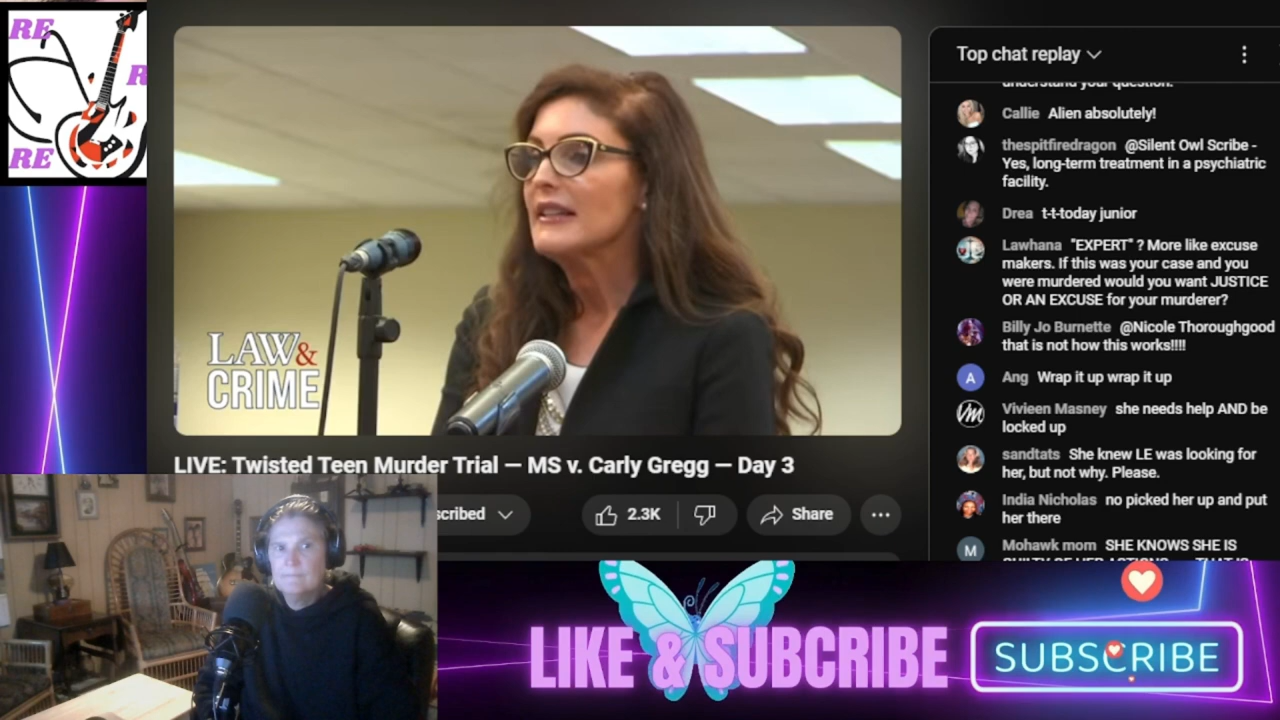 RE
R
RE
LAW&
CRIME
LIVE: Twisted Teen Murder Trial — MS v. Carly Gregg — Day 3
scribed
2.3K
Share
Top chat replay
understand your question.
Callie Alien absolutely!
thespitfiredragon @Silent Owl Scribe -
Yes, long-term treatment in a psychiatric
facility.
Drea t-t-today junior
Lawhana "EXPERT" ? More like excuse
makers. If this was your case and you
were murdered would you want JUSTICE
OR AN EXCUSE for your murderer?
Billy Jo Burnette @Nicole Thoroughgood
that is not how this works!!!!
A
Ang Wrap it up wrap it up
VM
Vivieen Masney she needs help AND be
locked up
sandtats She knew LE was looking for
her, but not why. Please.
India Nicholas no picked her up and put
her there
M
Mohawk mom SHE KNOWS SHE IS
LIKE & SUBCRIBE
SUBSCRIBE